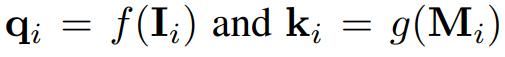 qᵢ = f(Iᵢ) and kᵢ = g(Mᵢ)